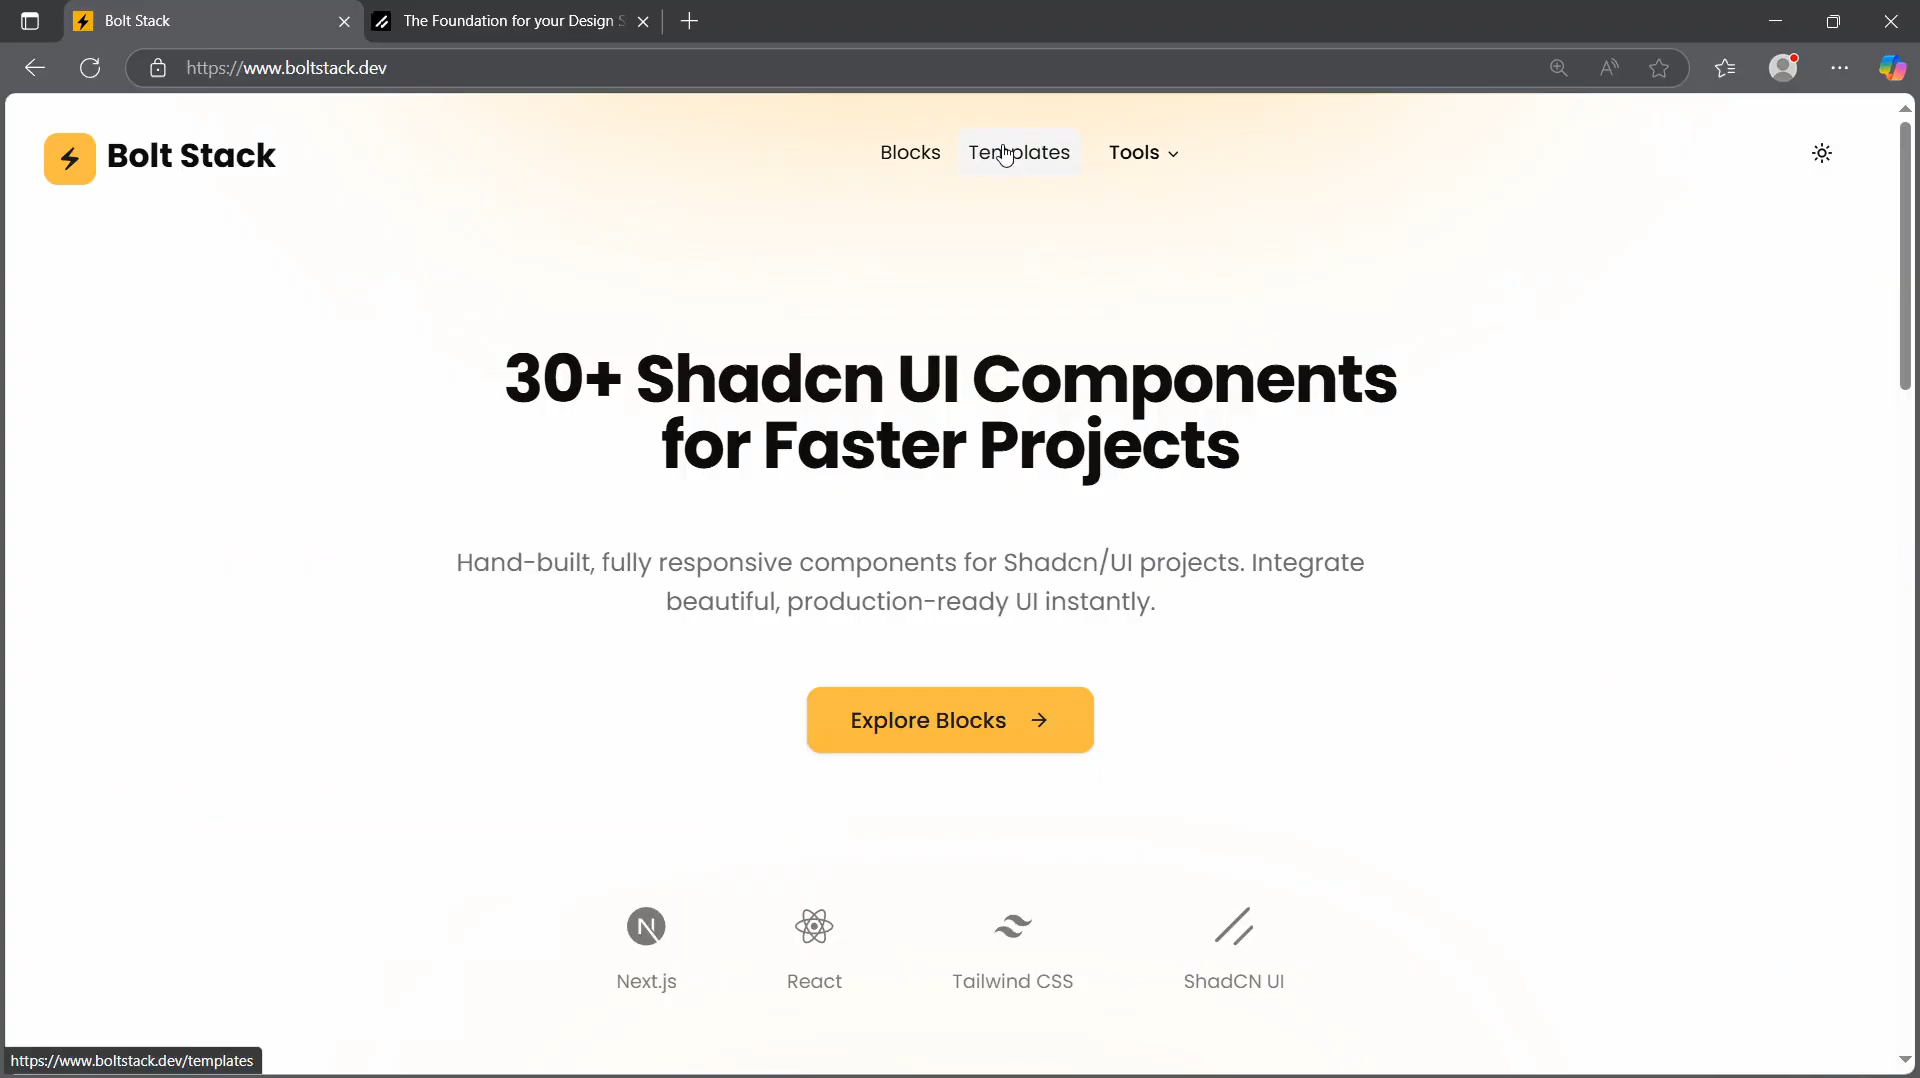 Bolt Stack
The Foundation for your Design S
https://www.boltstack.dev
Bolt Stack
Blocks
Templates
Tools
30+ Shadcn UI Components
for Faster Projects
Hand-built, fully responsive components for Shadcn/UI projects. Integrate
beautiful, production-ready UI instantly.
Explore Blocks →
Next.js
React
Tailwind CSS
ShadCN UI
https://www.boltstack.dev/templates